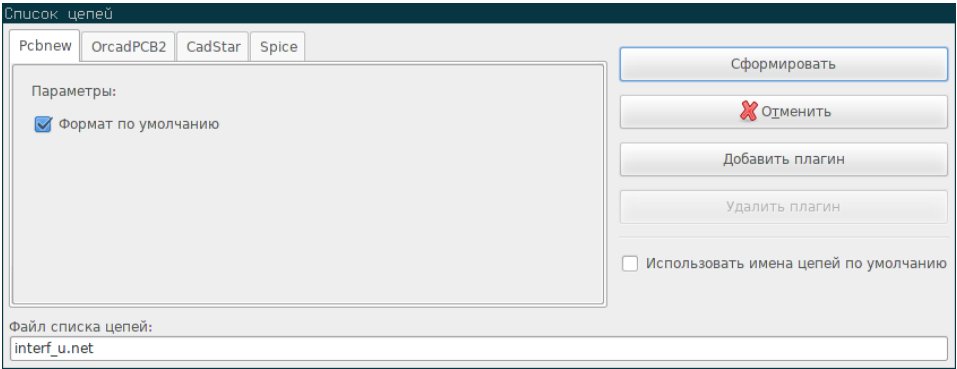 Список цепей
Pcbnew OrcadPCB2 CadStar Spice
Параметры:
Формат по умолчанию
Сформировать
Отменить
Добавить плагин
Удалить плагин
Использовать имена цепей по умолчанию
Файл списка цепей:
interf_u.net